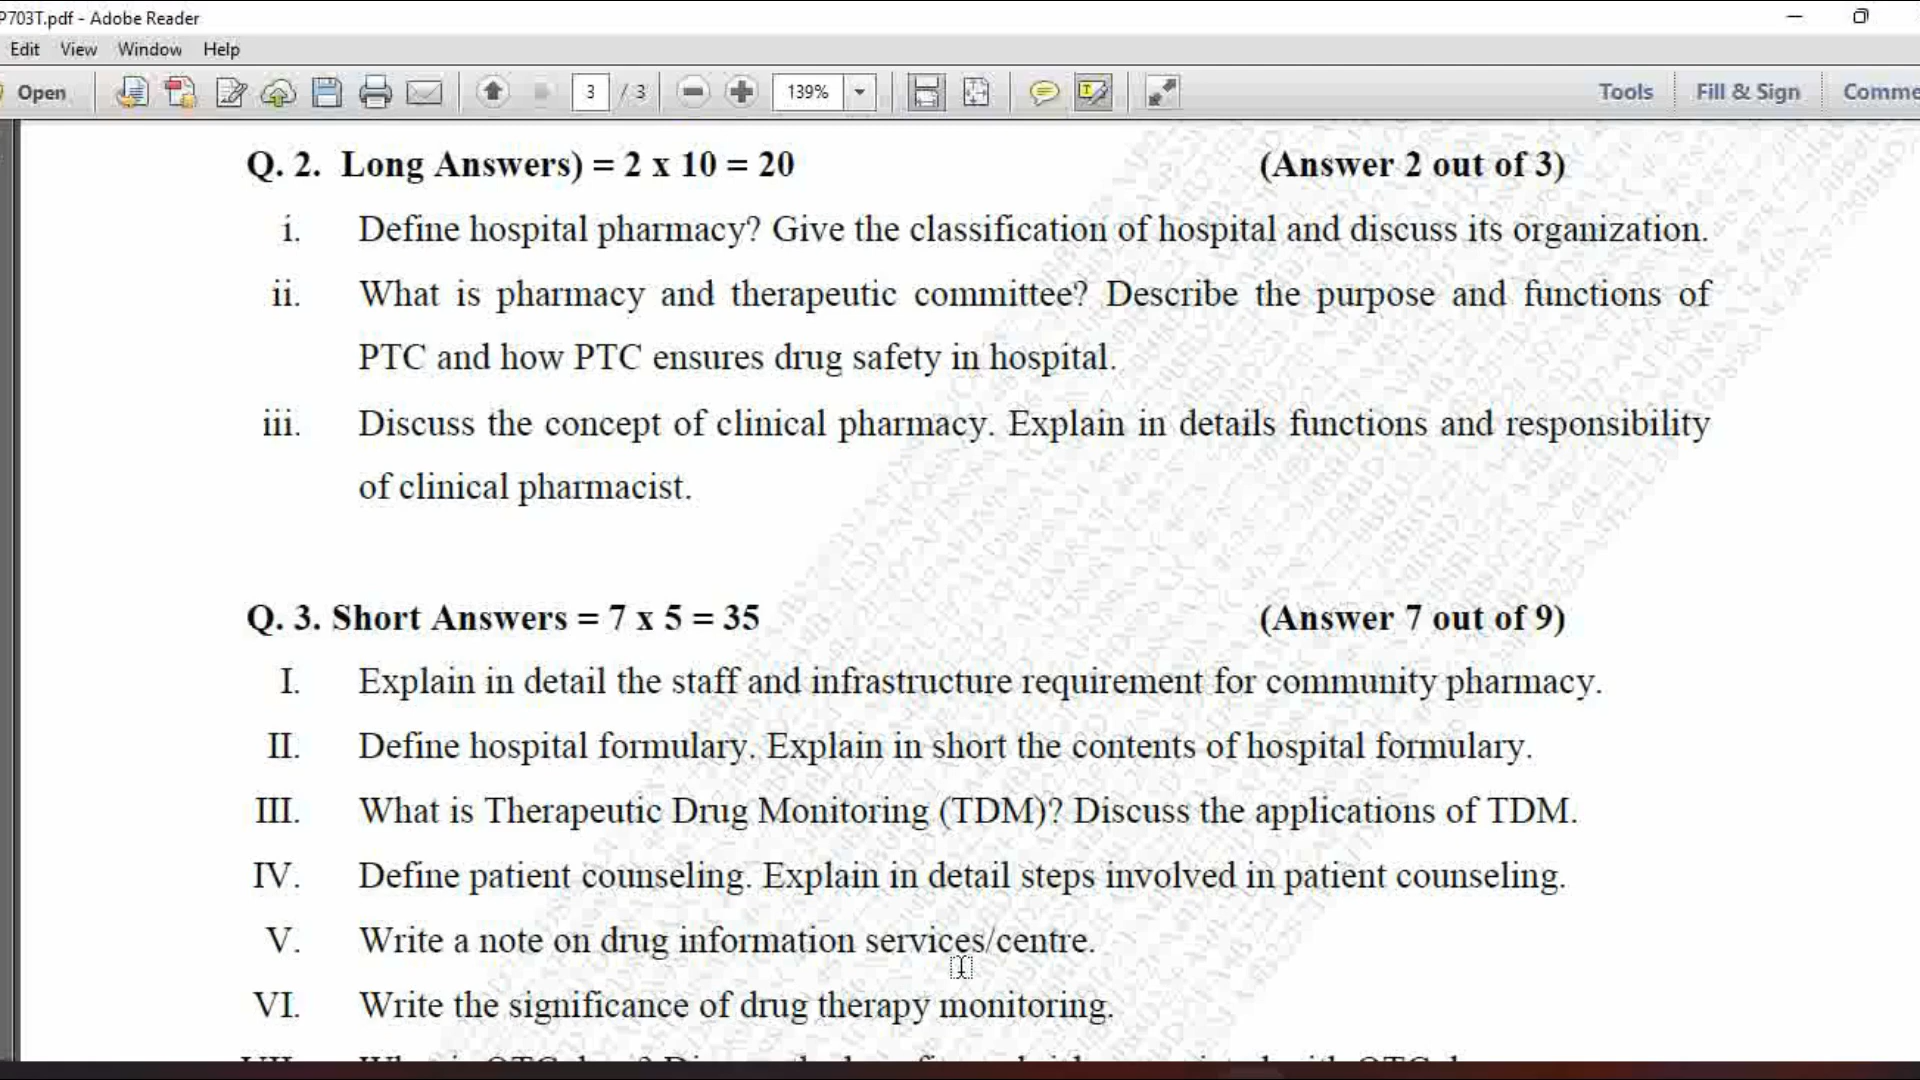 P703T.pdf - Adobe Reader
Edit View Window Help
Open 3 / 3 139% Tools Fill & Sign Comme
Q. 2. Long Answers) = 2 x 10 = 20 (Answer 2 out of 3)
i. Define hospital pharmacy? Give the classification of hospital and discuss its organization.
ii. What is pharmacy and therapeutic committee? Describe the purpose and functions of
PTC and how PTC ensures drug safety in hospital.
iii. Discuss the concept of clinical pharmacy. Explain in details functions and responsibility
of clinical pharmacist.
Q. 3. Short Answers = 7 x 5 = 35 (Answer 7 out of 9)
I. Explain in detail the staff and infrastructure requirement for community pharmacy.
II. Define hospital formulary. Explain in short the contents of hospital formulary.
III. What is Therapeutic Drug Monitoring (TDM)? Discuss the applications of TDM.
IV. Define patient counseling. Explain in detail steps involved in patient counseling.
V. Write a note on drug information services/centre.
VI. Write the significance of drug therapy monitoring.